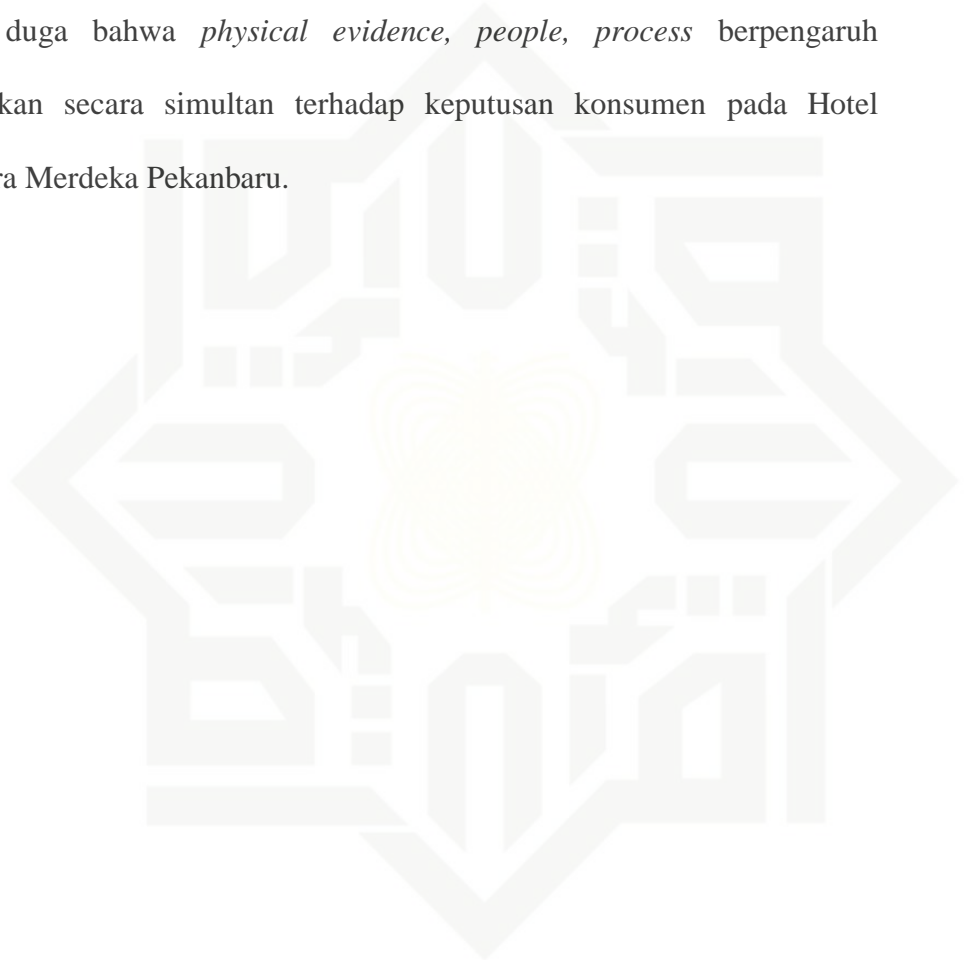 duga bahwa physical evidence, people, process berpengaruh
kan secara simultan terhadap keputusan konsumen pada Hotel
ra Merdeka Pekanbaru.